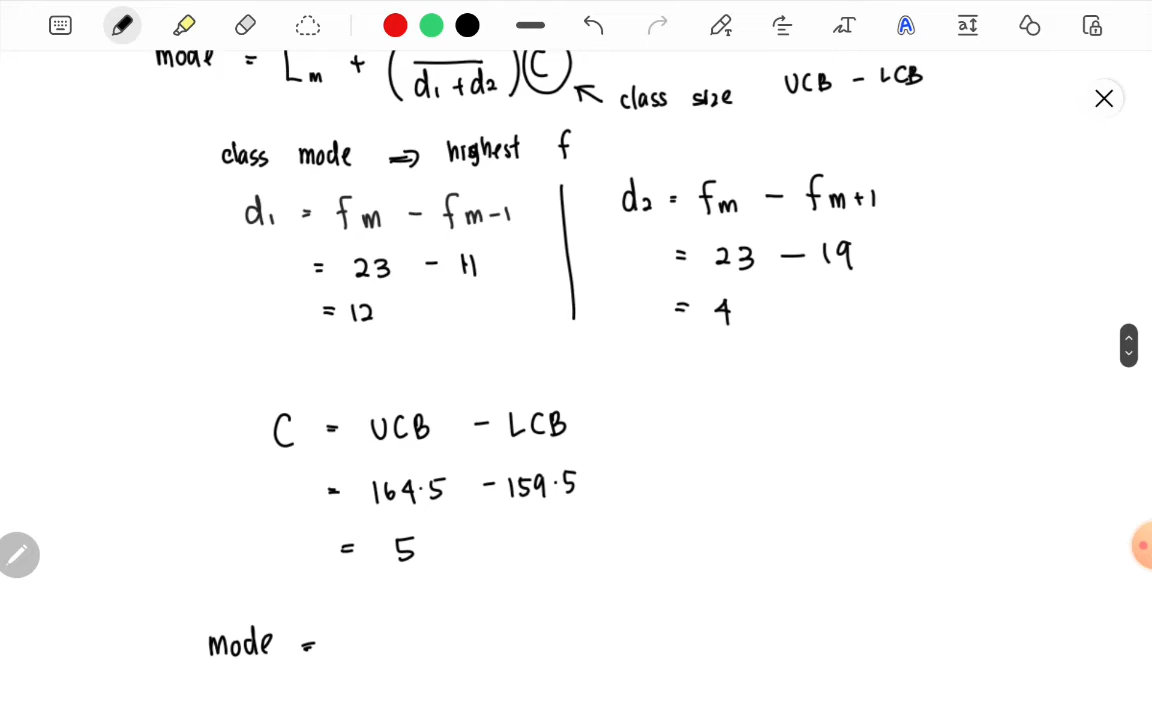 mode = Lm + ( / d1 + d2 )(C)
class size UCB - LCB
class mode ⇒ highest f
d1 = fm - fm-1
= 23 - 11
= 12
d2 = fm - fm+1
= 23 - 19
= 4
C = UCB - LCB
= 164.5 - 159.5
= 5
mode =